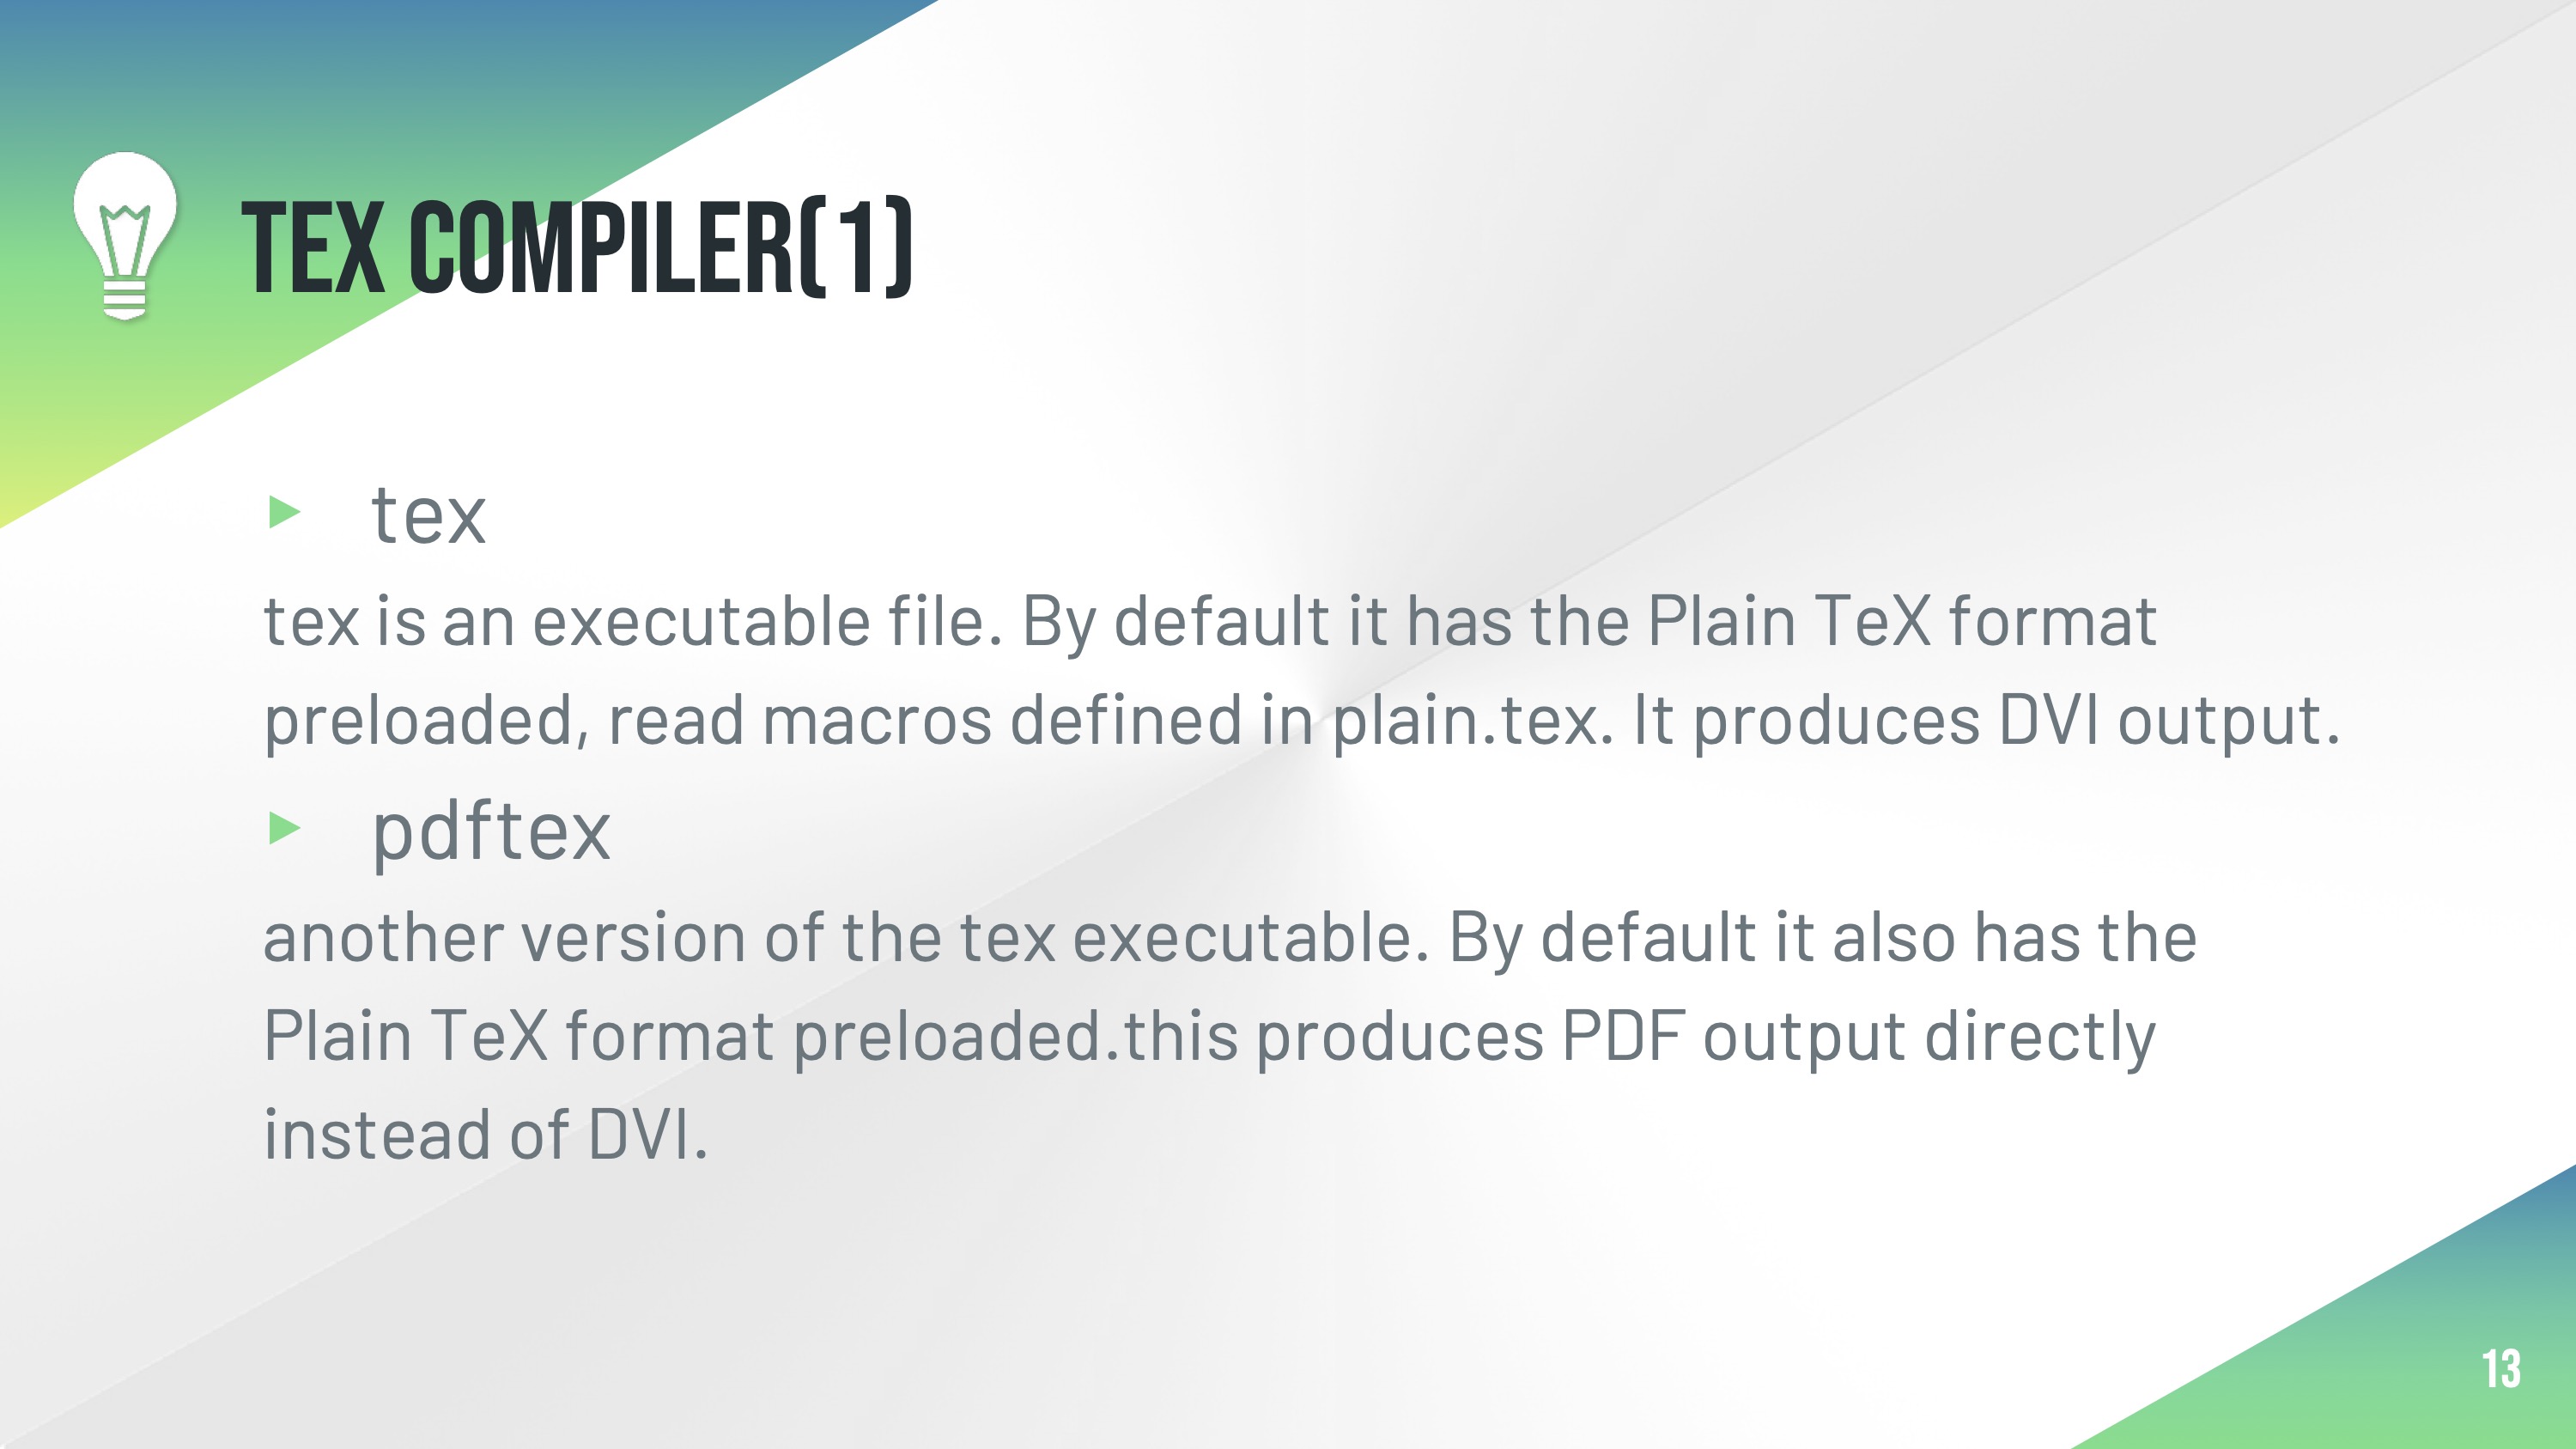 TEX COMPILER(1)
▶ tex
tex is an executable file. By default it has the Plain TeX format
preloaded, read macros defined in plain.tex. It produces DVI output.
▶ pdftex
another version of the tex executable. By default it also has the
Plain TeX format preloaded.this produces PDF output directly
instead of DVI.
13